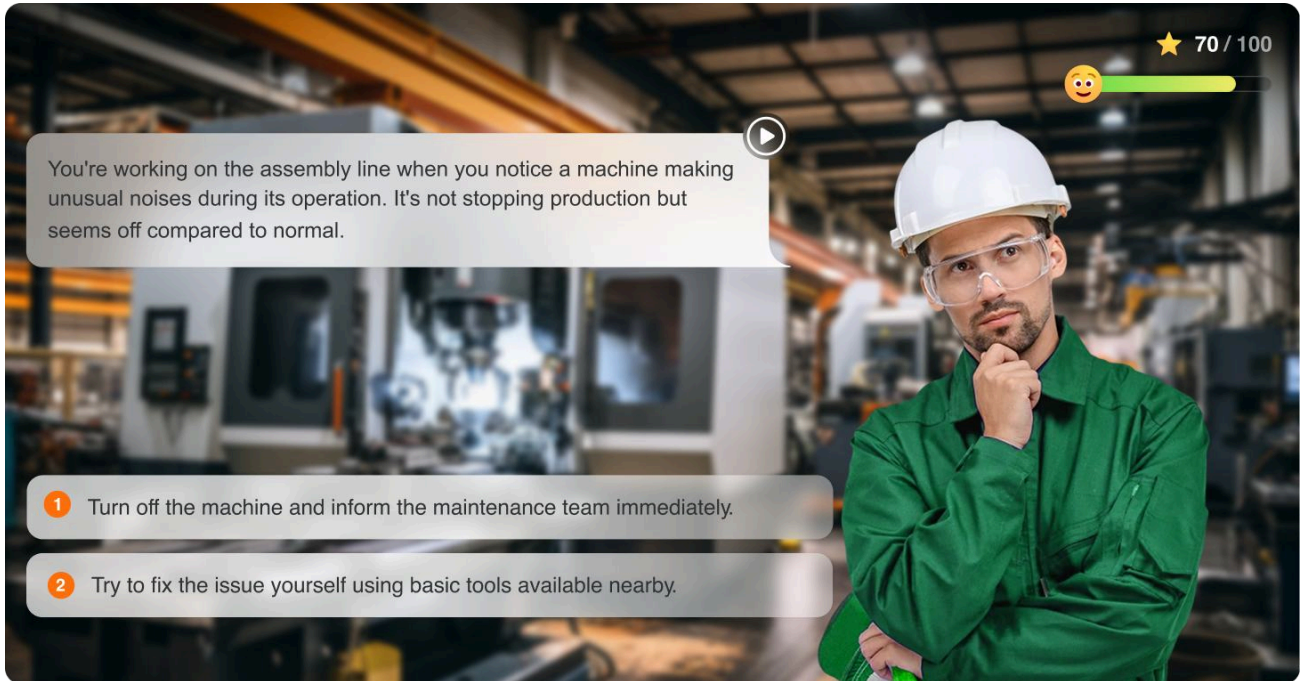 70 / 100
You're working on the assembly line when you notice a machine making
unusual noises during its operation. It's not stopping production but
seems off compared to normal.
1 Turn off the machine and inform the maintenance team immediately.
2 Try to fix the issue yourself using basic tools available nearby.